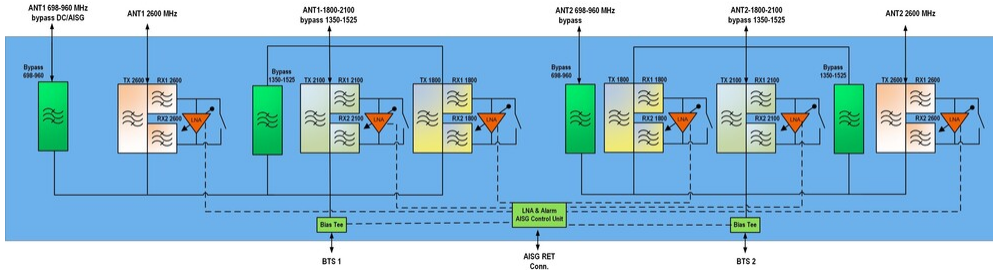 ANT1 698-960 MHz
bypass DC/AISG
ANT1 2600 MHz
ANT1-1800-2100
bypass 1350-1525
ANT2 698-960 MHz
bypass
ANT2-1800-2100
bypass 1350-1525
ANT2 2600 MHz
Bypass
698-960
TX 2600
RX1 2600
RX2 2600
LNA
Bypass
1350-1525
TX 2100
RX1 2100
RX2 2100
LNA
TX 1800
RX1 1800
RX2 1800
LNA
Bypass
698-960
TX 1800
RX1 1800
RX2 1800
LNA
TX 2100
RX1 2100
RX2 2100
LNA
Bypass
1350-1525
TX 2600
RX1 2600
RX2 2600
LNA
LNA & Alarm
AISG Control Unit
Bias Tee
Bias Tee
BTS 1
AISG RET
Conn.
BTS 2